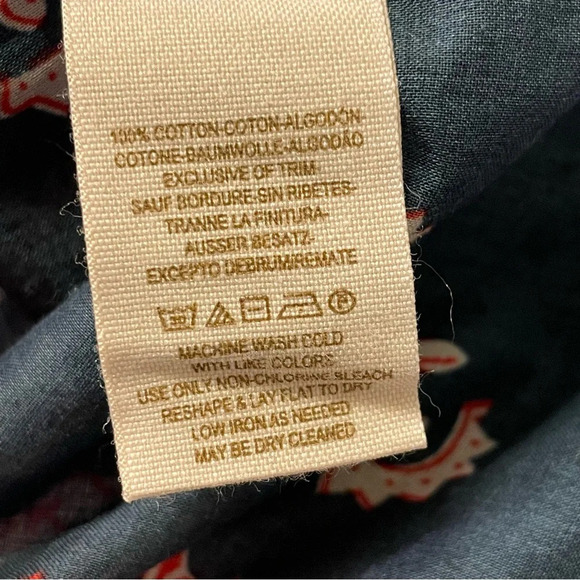 100% COTTON-COTON-ALGODÓN-
COTONE-BAUMWOLLE-ALGODÃO
EXCLUSIVE OF TRIM
SAUF BORDURE-SIN RIBETES-
TRANNE LA FINITURA-
AUSSER BESATZ-
EXCEPTO DEBRUM/REMATE
MACHINE WASH COLD
WITH LIKE COLORS
USE ONLY NON-CHLORINE BLEACH
RESHAPE & LAY FLAT TO DRY
LOW IRON AS NEEDED
MAY BE DRY CLEANED